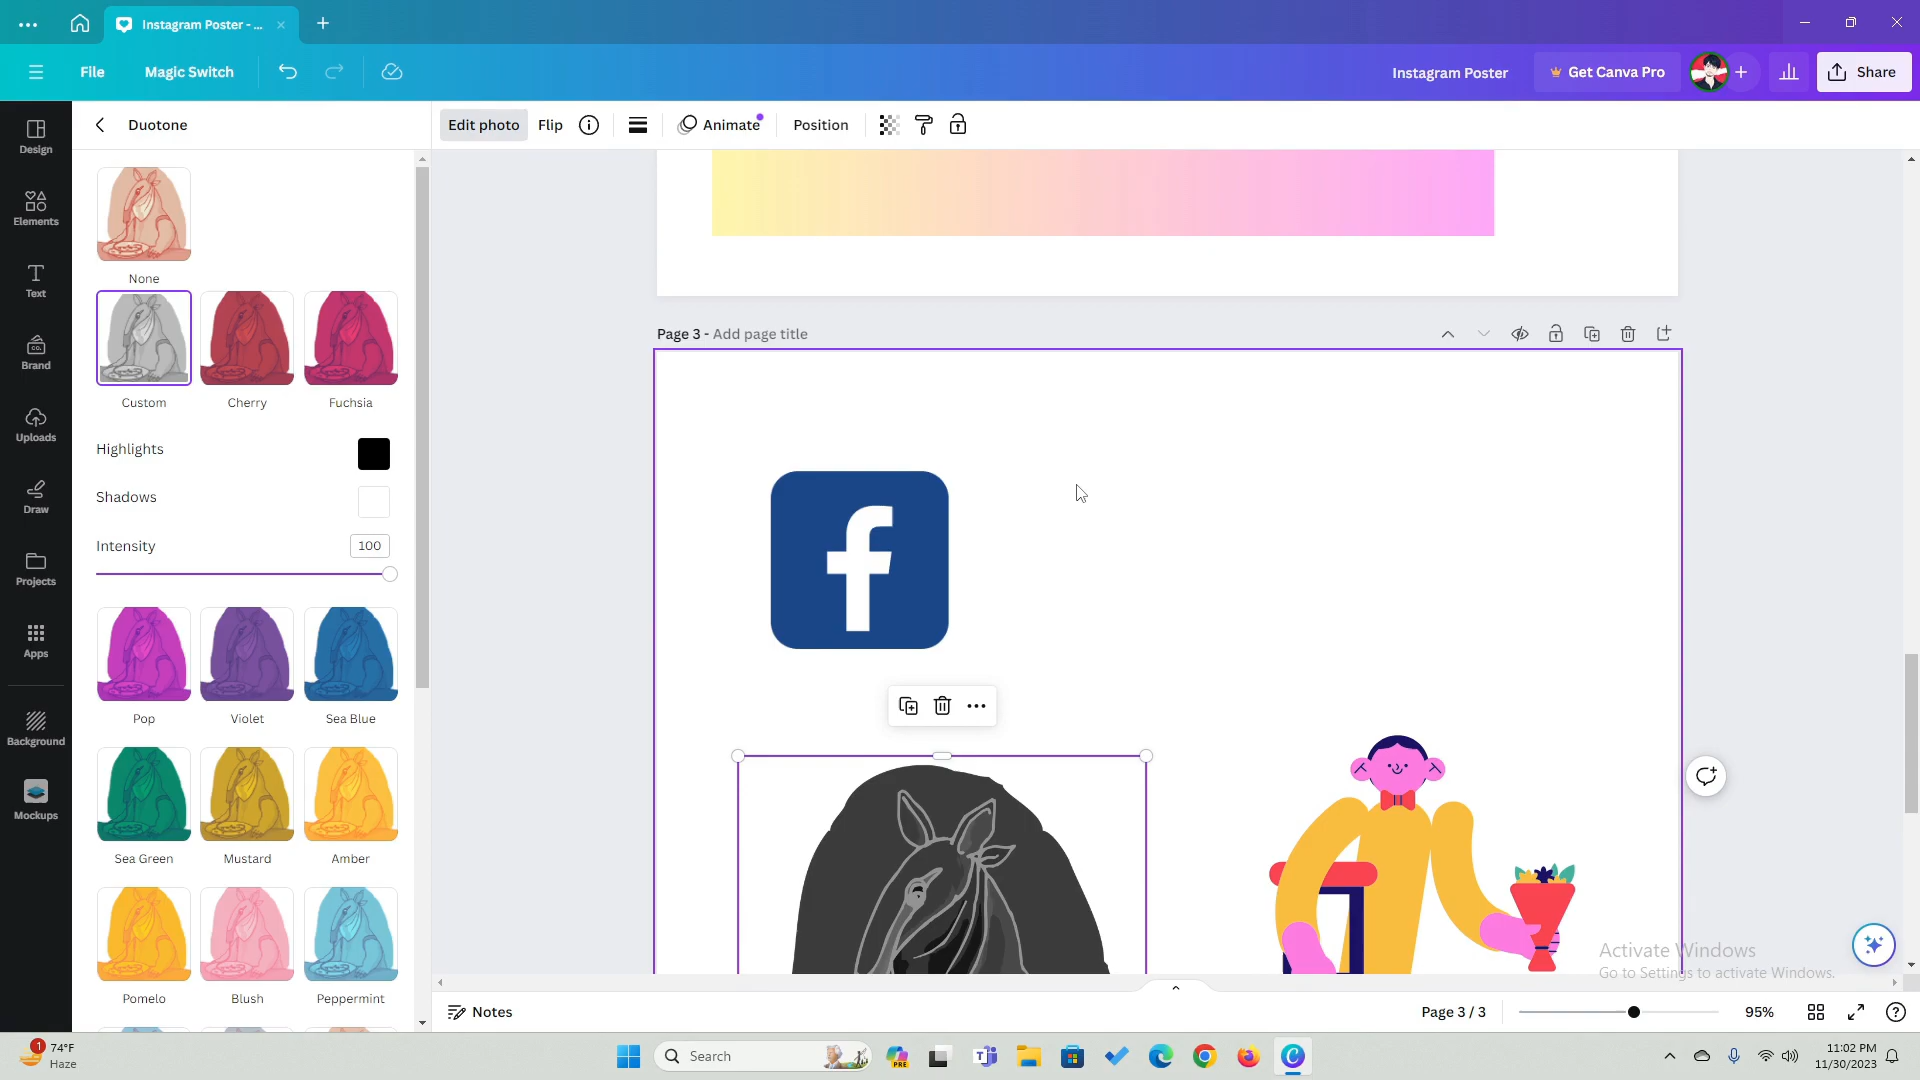 Instagram Poster - ...
File
Magic Switch
Instagram Poster
Get Canva Pro
Share
Design
Elements
Text
Brand
CO.
Uploads
Draw
Projects
Apps
Background
Mockups
Duotone
None
Custom
Cherry
Fuchsia
Highlights
Shadows
Intensity
100
Pop
Violet
Sea Blue
Sea Green
Mustard
Amber
Pomelo
Blush
Peppermint
Edit photo
Flip
Animate
Position
Page 3 - Add page title
f
Activate Windows
Go to Settings to activate Windows.
Notes
Page 3 / 3
95%
1
74°F
Haze
Search
PRE
11:02 PM
11/30/2023